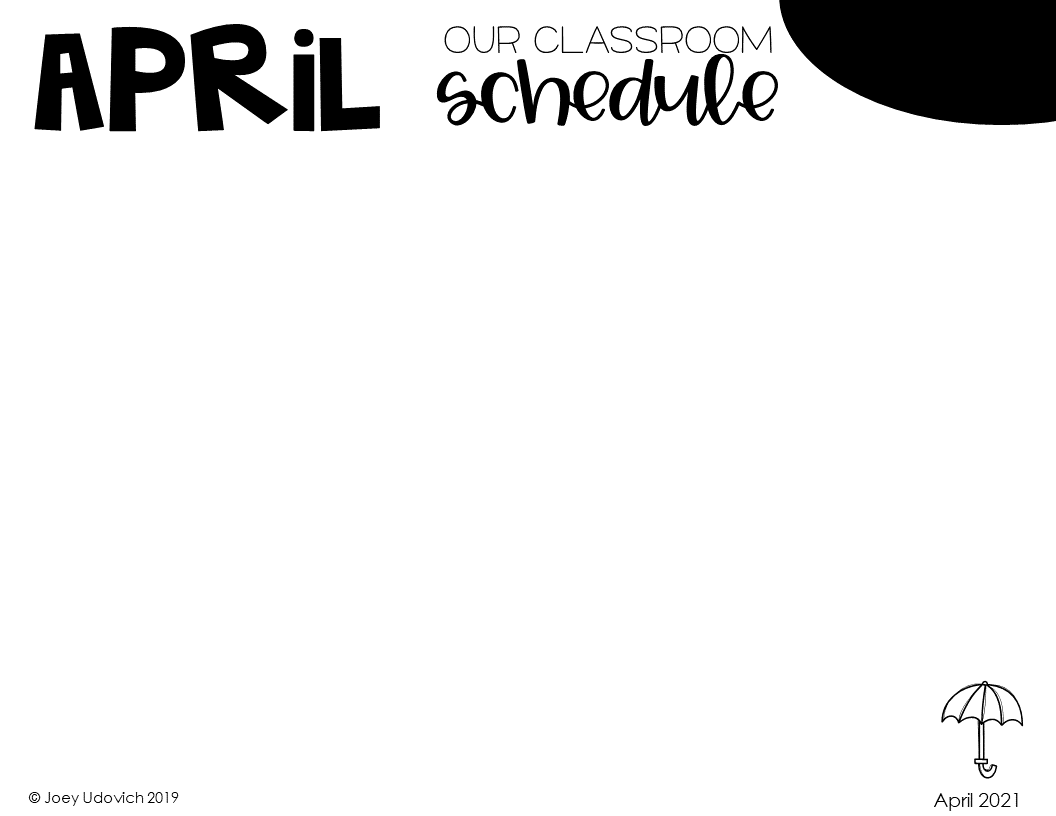 APRiL
OUR CLASSROOM
schedule
© Joey Udovich 2019
April 2021